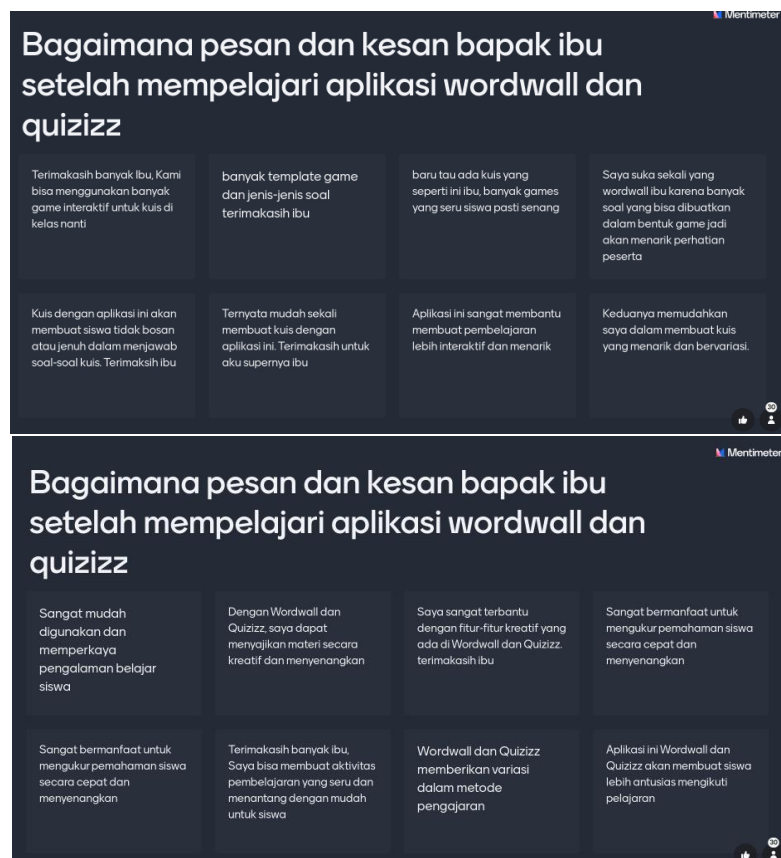 Mentimeter
Bagaimana pesan dan kesan bapak ibu
setelah mempelajari aplikasi wordwall dan
quizizz
Terimakasih banyak Ibu, Kami
bisa menggunakan banyak
game interaktif untuk kuis di
kelas nanti
banyak template game
dan jenis-jenis soal
terimakasih ibu
baru tau ada kuis yang
seperti ini ibu, banyak games
yang seru siswa pasti senang
Saya suka sekali yang
wordwall ibu karena banyak
soal yang bisa dibuatkan
dalam bentuk game jadi
akan menarik perhatian
peserta
Kuis dengan aplikasi ini akan
membuat siswa tidak bosan
atau jenuh dalam menjawab
soal-soal kuis. Terimaksih ibu
Ternyata mudah sekali
membuat kuis dengan
aplikasi ini. Terimakasih untuk
aku supernya ibu
Aplikasi ini sangat membantu
membuat pembelajaran
lebih interaktif dan menarik
Keduanya memudahkan
saya dalam membuat kuis
yang menarik dan bervariasi.
30
Mentimeter
Bagaimana pesan dan kesan bapak ibu
setelah mempelajari aplikasi wordwall dan
quizizz
Sangat mudah
digunakan dan
memperkaya
pengalaman belajar
siswa
Dengan Wordwall dan
Quizizz, saya dapat
menyajikan materi secara
kreatif dan menyenangkan
Saya sangat terbantu
dengan fitur-fitur kreatif yang
ada di Wordwall dan Quizizz.
terimakasih ibu
Sangat bermanfaat untuk
mengukur pemahaman siswa
secara cepat dan
menyenangkan
Sangat bermanfaat untuk
mengukur pemahaman siswa
secara cepat dan
menyenangkan
Terimakasih banyak ibu,
Saya bisa membuat aktivitas
pembelajaran yang seru dan
menantang dengan mudah
untuk siswa
Wordwall dan Quizizz
memberikan variasi
dalam metode
pengajaran
Aplikasi ini Wordwall dan
Quizizz akan membuat siswa
lebih antusias mengikuti
pelajaran
30